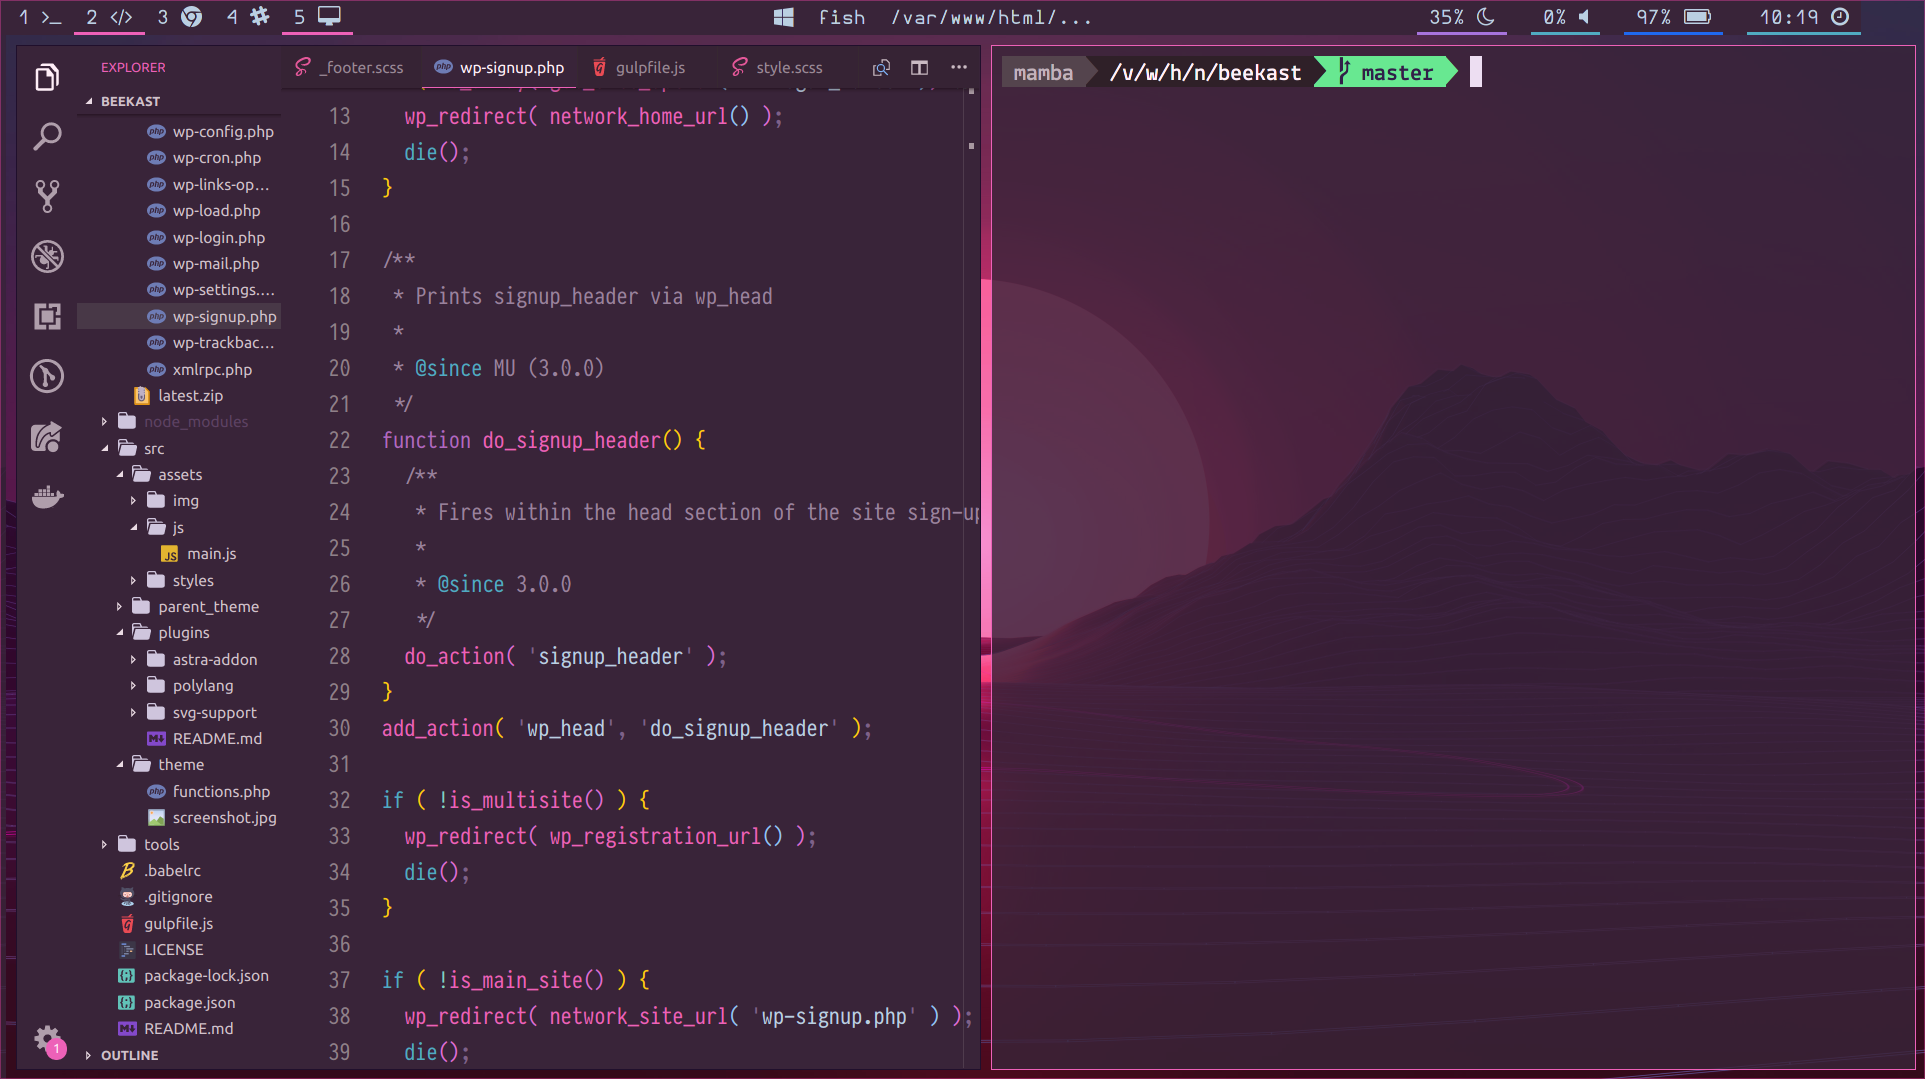 1 2 </> 3 4 5 fish /var/www/html/... 35% 0% 97% 10:19
EXPLORER
BEEKAST
wp-config.php
wp-cron.php
wp-links-op...
wp-load.php
wp-login.php
wp-mail.php
wp-settings....
wp-signup.php
wp-trackbac...
xmlrpc.php
latest.zip
node_modules
src
assets
img
js
main.js
styles
parent_theme
plugins
astra-addon
polylang
svg-support
README.md
theme
functions.php
screenshot.jpg
tools
.babelrc
.gitignore
gulpfile.js
LICENSE
package-lock.json
package.json
README.md
OUTLINE
1
_footer.scss wp-signup.php gulpfile.js style.scss
13 wp_redirect( network_home_url() );
14 die();
15 }
16
17 /**
18 * Prints signup_header via wp_head
19 *
20 * @since MU (3.0.0)
21 */
22 function do_signup_header() {
23 /**
24 * Fires within the head section of the site sign-up
25 *
26 * @since 3.0.0
27 */
28 do_action( 'signup_header' );
29 }
30 add_action( 'wp_head', 'do_signup_header' );
31
32 if ( !is_multisite() ) {
33 wp_redirect( wp_registration_url() );
34 die();
35 }
36
37 if ( !is_main_site() ) {
38 wp_redirect( network_site_url( 'wp-signup.php' ) );
39 die();
mamba /v/w/h/n/beekast master